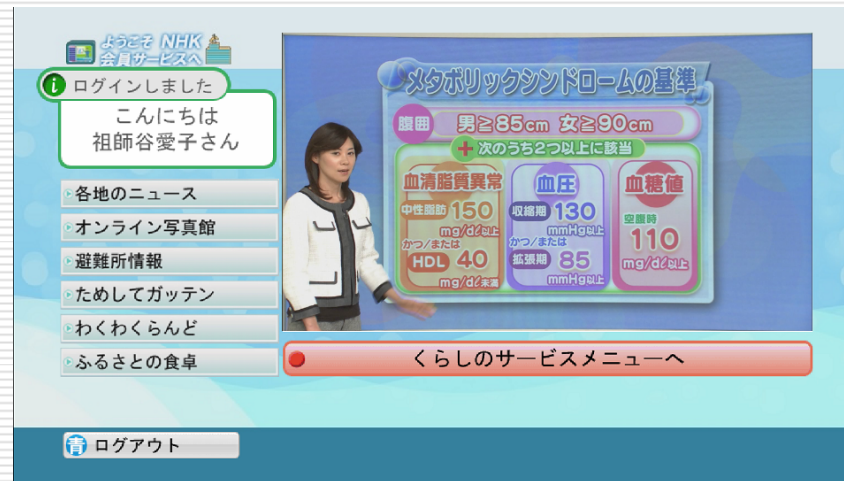 ようこそ NHK
会員サービスへ
i ログインしました
こんにちは
祖師谷愛子さん
各地のニュース
オンライン写真館
避難所情報
ためしてガッテン
わくわくらんど
ふるさとの食卓
メタボリックシンドロームの基準
腹囲 男≧85cm 女≧90cm
+ 次のうち2つ以上に該当
血清脂質異常
中性脂肪 150
mg/dℓ以上
かつ/または
HDL 40
mg/dℓ未満
血圧
収縮期 130
mmHg以上
かつ/または
拡張期 85
mmHg以上
血糖値
空腹時
110
mg/dℓ以上
くらしのサービスメニューへ
青 ログアウト